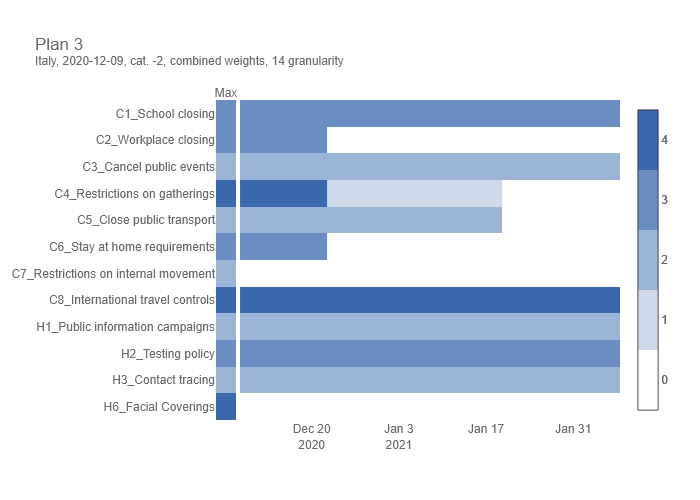 Plan 3
Italy, 2020-12-09, cat. -2, combined weights, 14 granularity
Max
C1_School closing
C2_Workplace closing
C3_Cancel public events
C4_Restrictions on gatherings
C5_Close public transport
C6_Stay at home requirements
C7_Restrictions on internal movement
C8_International travel controls
H1_Public information campaigns
H2_Testing policy
H3_Contact tracing
H6_Facial Coverings
4
3
2
1
0
Dec 20 Jan 3 Jan 17 Jan 31
2020 2021